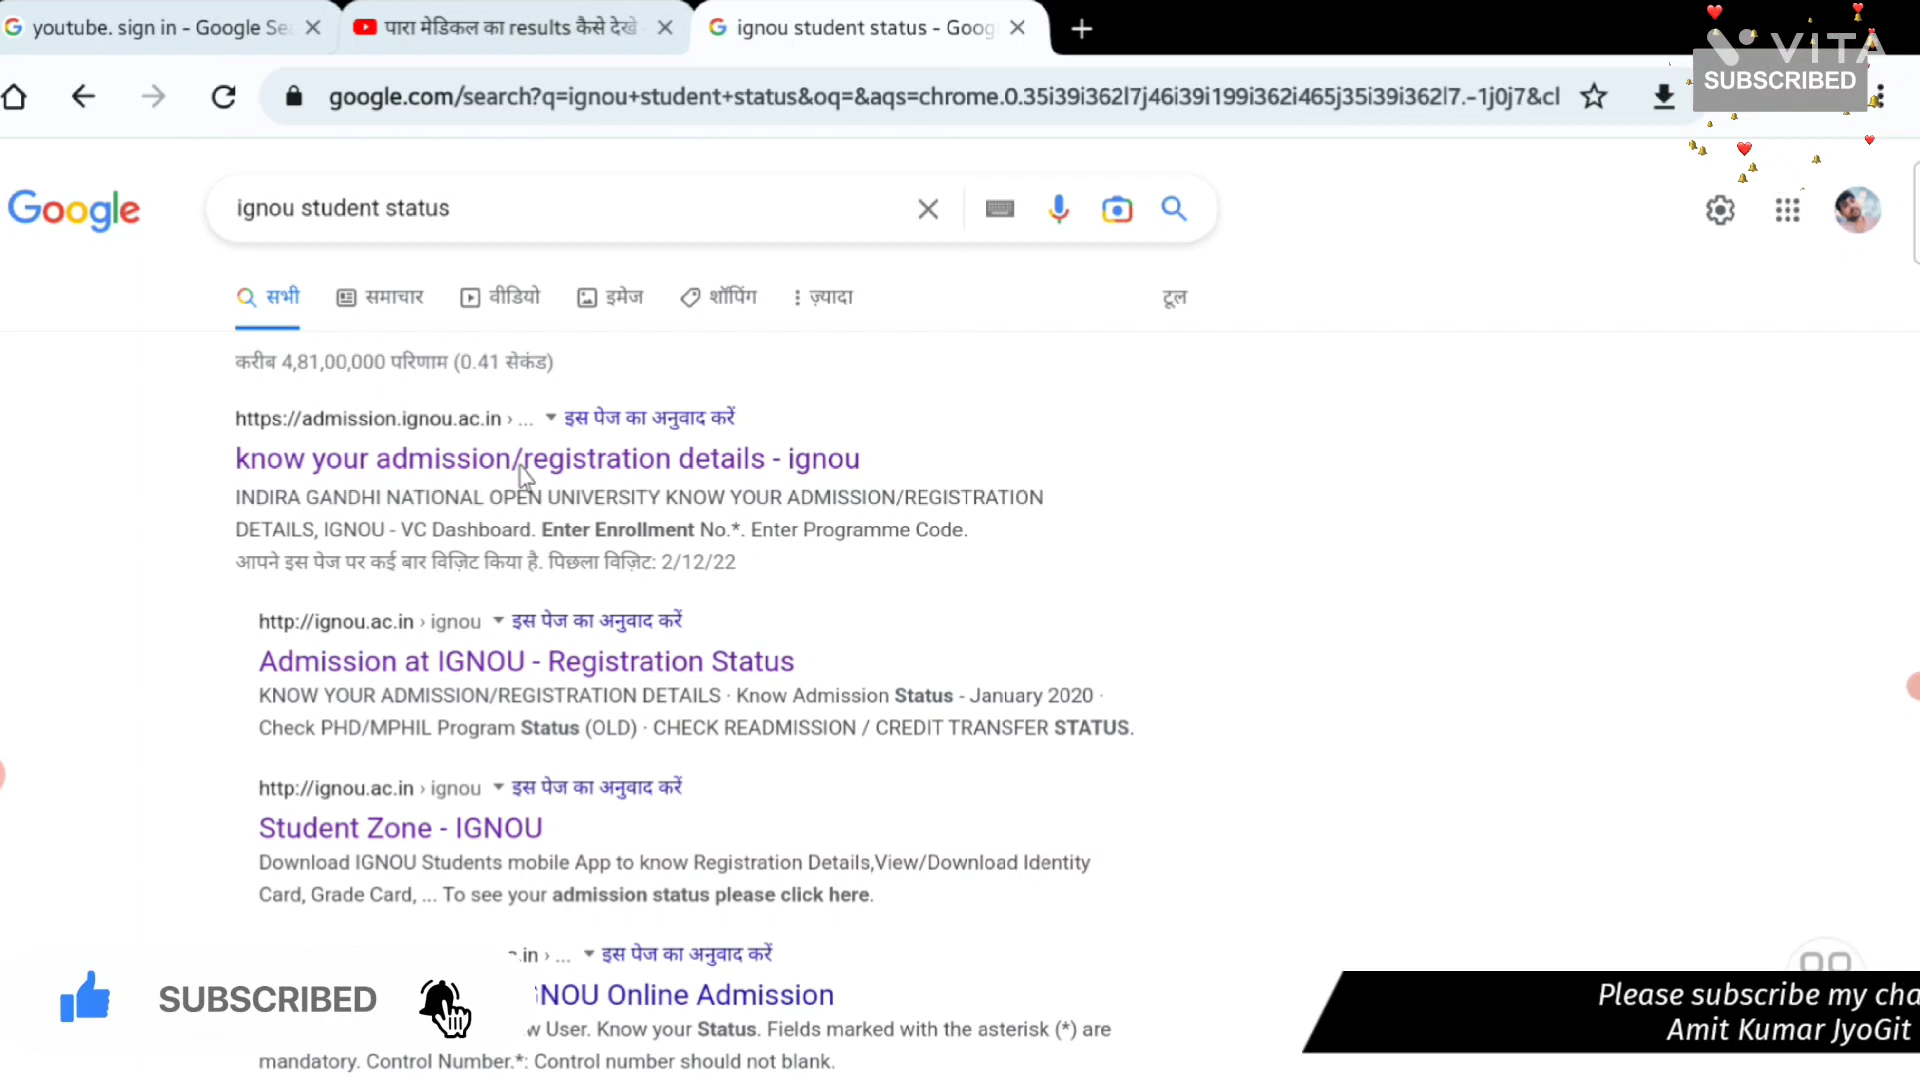 youtube. sign in - Google Se
पारा मेडिकल का results कैसे देखे
ignou student status - Goog
VITA
SUBSCRIBED
google.com/search?q=ignou+student+status&oq=&aqs=chrome.0.35i39i362l7j46i39i199i362i465j35i39i362l7.-1j0j7&cl
Google
ignou student status
सभी
समाचार
वीडियो
इमेज
शॉपिंग
ज़्यादा
टूल
करीब 4,81,00,000 परिणाम (0.41 सेकंड)
https://admission.ignou.ac.in › ... इस पेज का अनुवाद करें
know your admission/registration details - ignou
INDIRA GANDHI NATIONAL OPEN UNIVERSITY KNOW YOUR ADMISSION/REGISTRATION
DETAILS, IGNOU - VC Dashboard. Enter Enrollment No.*. Enter Programme Code.
आपने इस पेज पर कई बार विज़िट किया है. पिछला विज़िट: 2/12/22
http://ignou.ac.in › ignou इस पेज का अनुवाद करें
Admission at IGNOU - Registration Status
KNOW YOUR ADMISSION/REGISTRATION DETAILS · Know Admission Status - January 2020 ·
Check PHD/MPHIL Program Status (OLD) · CHECK READMISSION / CREDIT TRANSFER STATUS.
http://ignou.ac.in › ignou इस पेज का अनुवाद करें
Student Zone - IGNOU
Download IGNOU Students mobile App to know Registration Details,View/Download Identity
Card, Grade Card, ... To see your admission status please click here.
.in › ... इस पेज का अनुवाद करें
GNOU Online Admission
w User. Know your Status. Fields marked with the asterisk (*) are
mandatory. Control Number.*: Control number should not blank.
SUBSCRIBED
Please subscribe my cha
Amit Kumar JyoGit